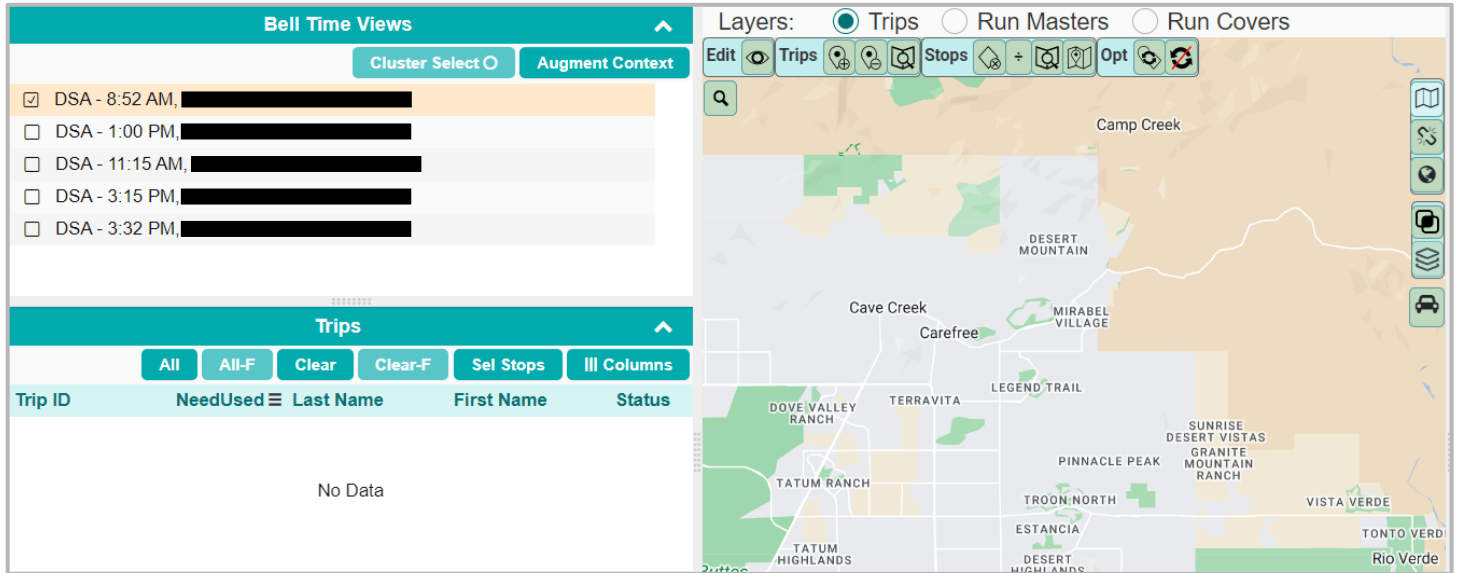 Bell Time Views
Cluster Select
Augment Context
DSA - 8:52 AM,
DSA - 1:00 PM,
DSA - 11:15 AM,
DSA - 3:15 PM,
DSA - 3:32 PM,
Trips
All
All-F
Clear
Clear-F
Sel Stops
Columns
Trip ID
NeedUsed
Last Name
First Name
Status
No Data
Layers:
Trips
Run Masters
Run Covers
Edit
Trips
Stops
÷
Opt
Camp Creek
DESERT
MOUNTAIN
Cave Creek
MIRABEL
VILLAGE
Carefree
LEGEND TRAIL
DOVE VALLEY
RANCH
TERRAVITA
SUNRISE
DESERT VISTAS
GRANITE
MOUNTAIN
RANCH
PINNACLE PEAK
TATUM RANCH
TROON NORTH
VISTA VERDE
ESTANCIA
TONTO VERD
TATUM
HIGHLANDS
DESERT
HIGHLANDS
Rio Verde
Buttes